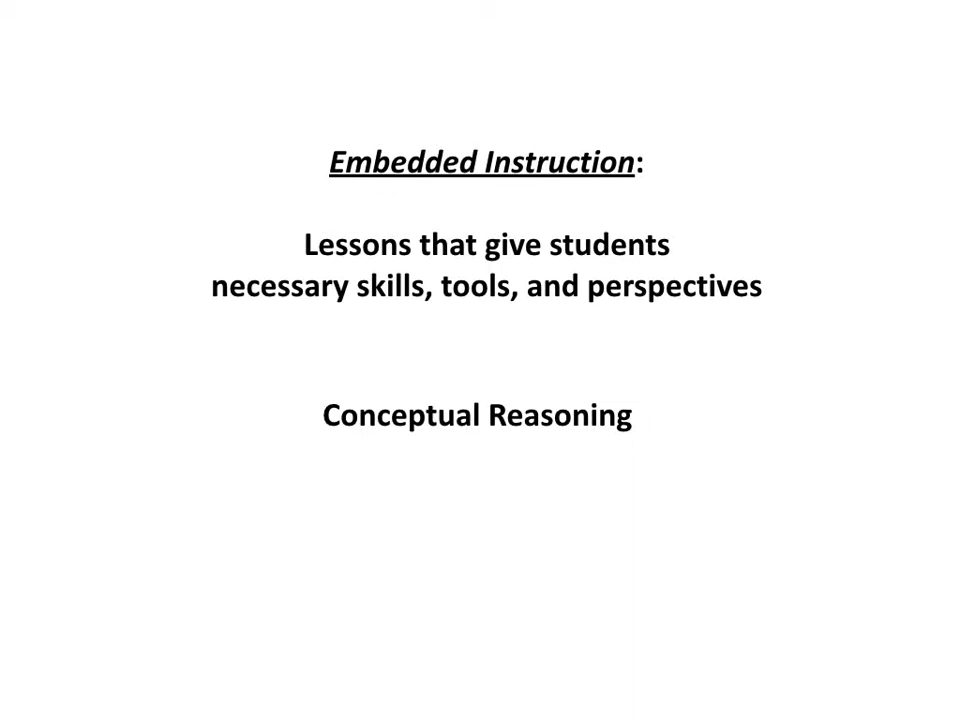 Embedded Instruction:
Lessons that give students
necessary skills, tools, and perspectives
Conceptual Reasoning